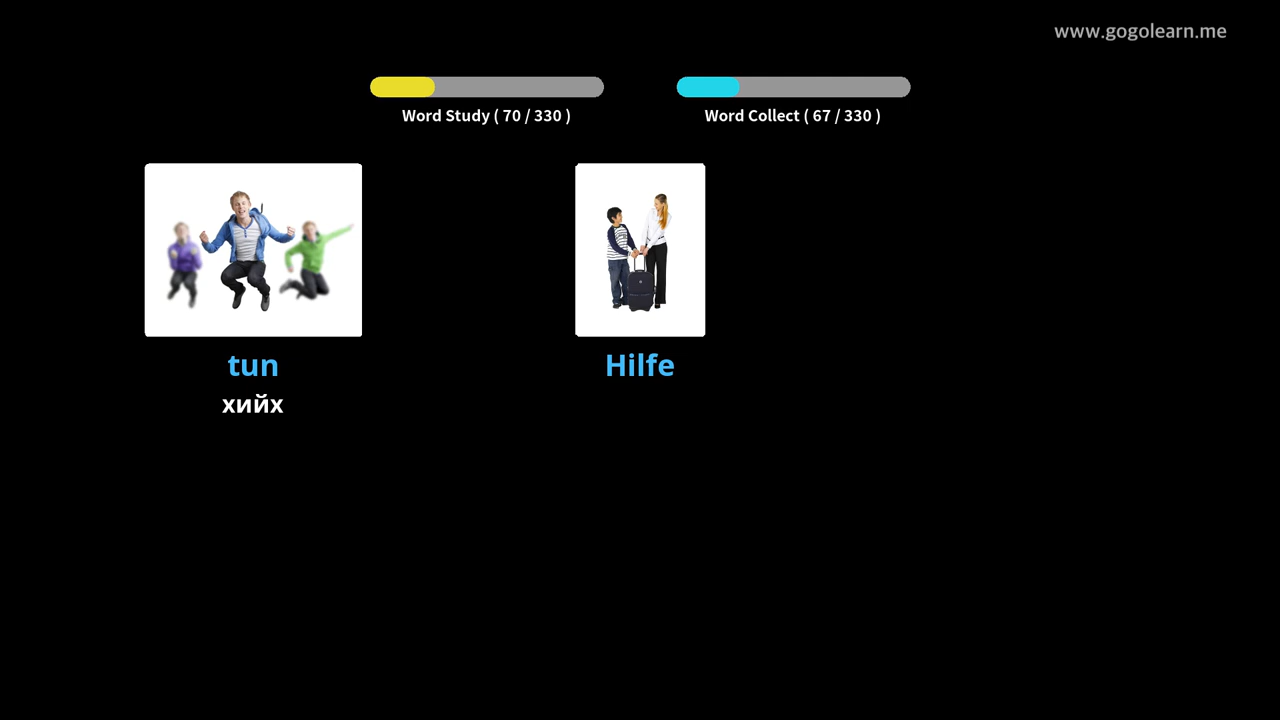 www.gogolearn.me
Word Study ( 70 / 330 )
Word Collect ( 67 / 330 )
tun
хийх
Hilfe